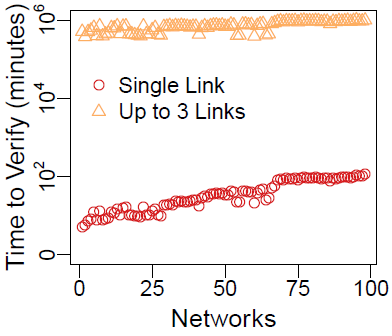 Time to Verify (minutes)
10^6
10^4
10^2
0
Single Link
Up to 3 Links
0 25 50 75 100
Networks